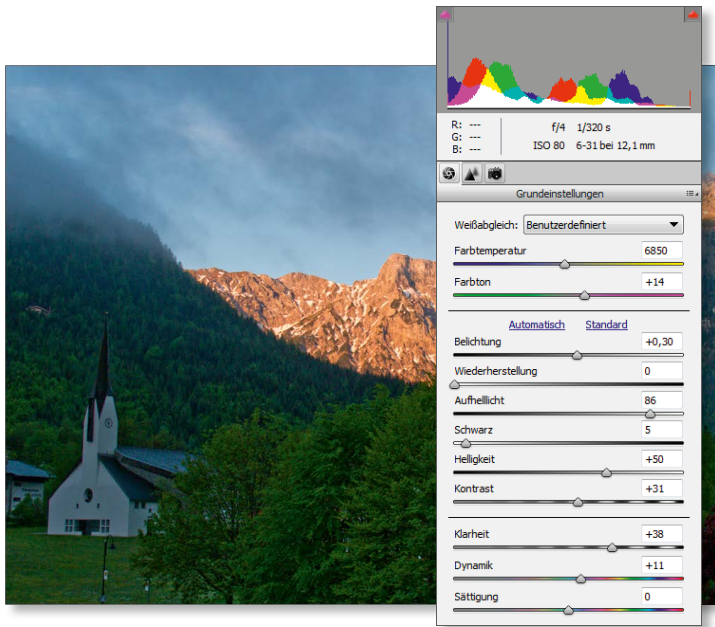 R: --- f/4 1/320 s
G: ---
B: --- ISO 80 6-31 bei 12,1 mm
Grundeinstellungen
Weißabgleich: Benutzerdefiniert
Farbtemperatur 6850
Farbton +14
Automatisch Standard
Belichtung +0,30
Wiederherstellung 0
Aufhelllicht 86
Schwarz 5
Helligkeit +50
Kontrast +31
Klarheit +38
Dynamik +11
Sättigung 0